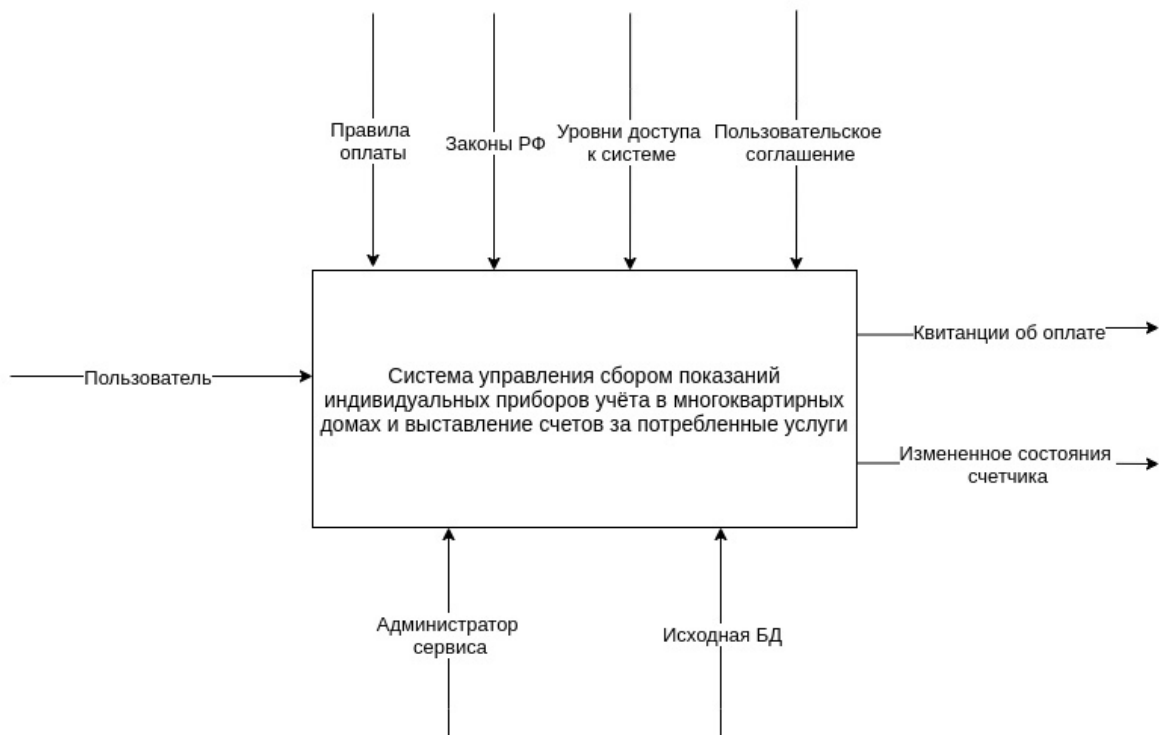 Правила
оплаты
Законы РФ
Уровни доступа
к системе
Пользовательское
соглашение
Пользователь
Система управления сбором показаний
индивидуальных приборов учёта в многоквартирных
домах и выставление счетов за потребленные услуги
Квитанции об оплате
Измененное состояния
счетчика
Администратор
сервиса
Исходная БД